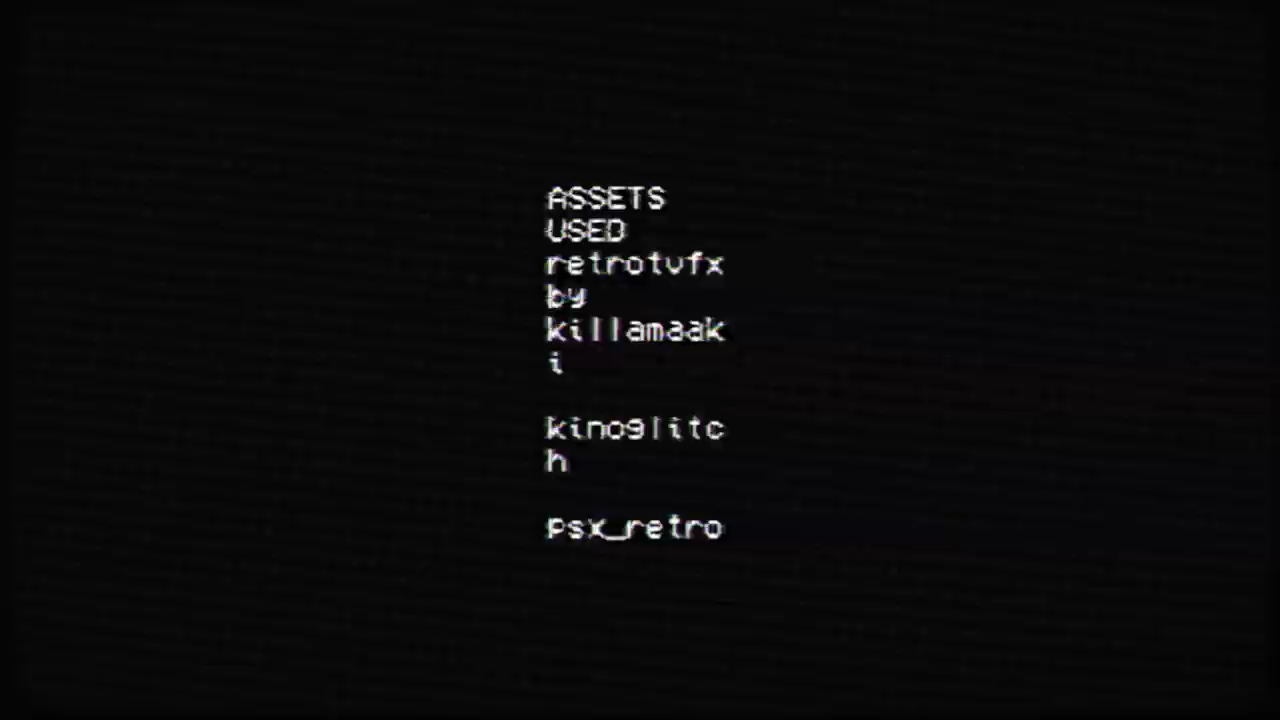 ASSETS
USED
retrotvfx
by
killamaak
i
kinoglitc
h
psx_retro